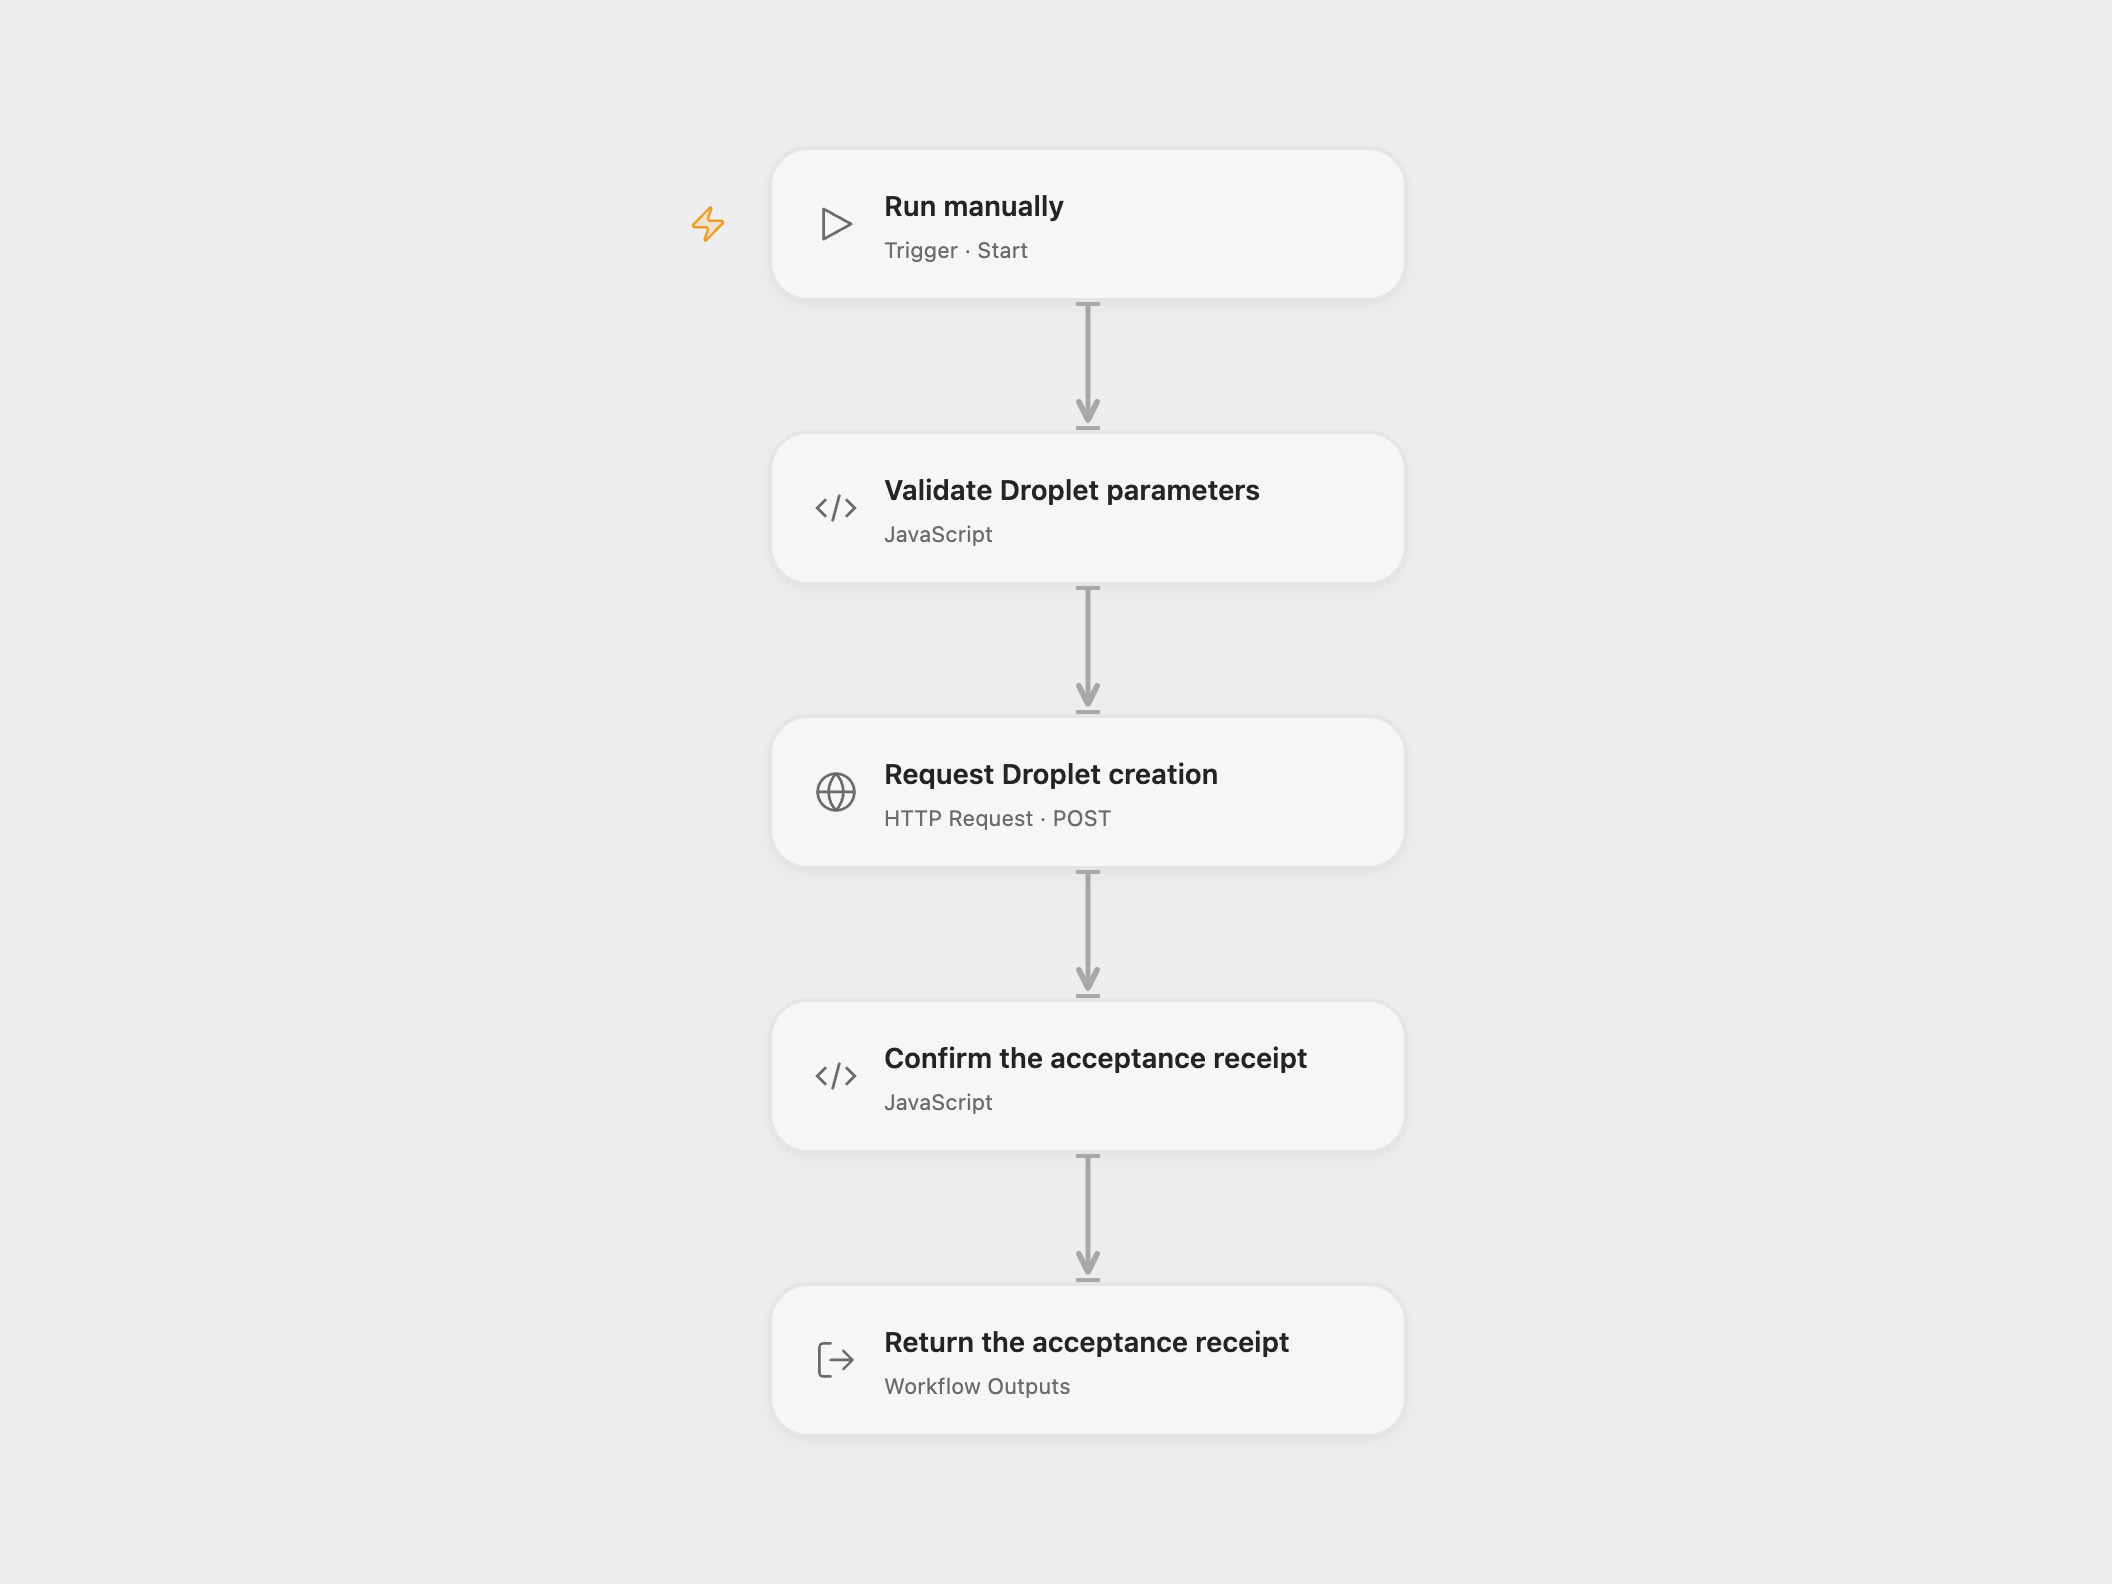 Run manually
Trigger · Start
Validate Droplet parameters
JavaScript
Request Droplet creation
HTTP Request · POST
Confirm the acceptance receipt
JavaScript
Return the acceptance receipt
Workflow Outputs